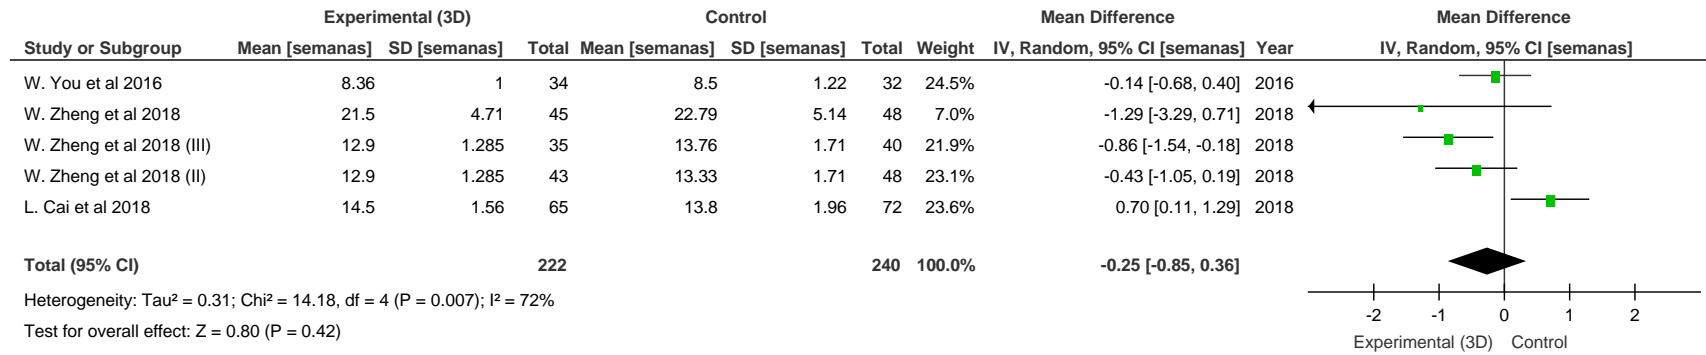 Experimental (3D) Control Mean Difference Mean Difference
Study or Subgroup Mean [semanas] SD [semanas] Total Mean [semanas] SD [semanas] Total Weight IV, Random, 95% CI [semanas] Year IV, Random, 95% CI [semanas]
W. You et al 2016 8.36 1 34 8.5 1.22 32 24.5% -0.14 [-0.68, 0.40] 2016
W. Zheng et al 2018 21.5 4.71 45 22.79 5.14 48 7.0% -1.29 [-3.29, 0.71] 2018
W. Zheng et al 2018 (III) 12.9 1.285 35 13.76 1.71 40 21.9% -0.86 [-1.54, -0.18] 2018
W. Zheng et al 2018 (II) 12.9 1.285 43 13.33 1.71 48 23.1% -0.43 [-1.05, 0.19] 2018
L. Cai et al 2018 14.5 1.56 65 13.8 1.96 72 23.6% 0.70 [0.11, 1.29] 2018
Total (95% CI) 222 240 100.0% -0.25 [-0.85, 0.36]
Heterogeneity: Tau² = 0.31; Chi² = 14.18, df = 4 (P = 0.007); I² = 72%
Test for overall effect: Z = 0.80 (P = 0.42)
-2 -1 0 1 2
Experimental (3D) Control